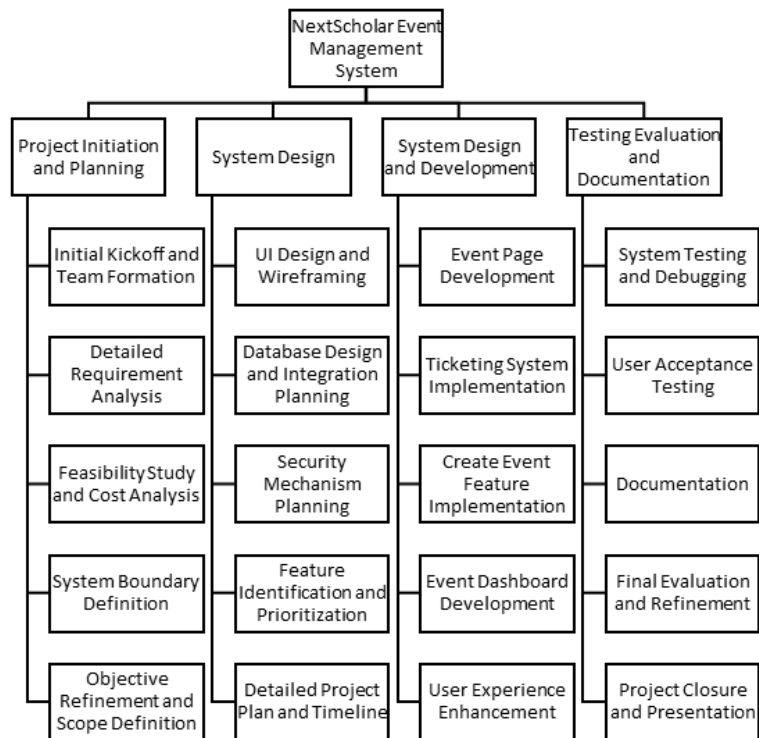 NextScholar Event
Management
System
Project Initiation
and Planning
System Design
System Design
and Development
Testing Evaluation
and
Documentation
Initial Kickoff and
Team Formation
Detailed
Requirement
Analysis
Feasibility Study
and Cost Analysis
System Boundary
Definition
Objective
Refinement and
Scope Definition
UI Design and
Wireframing
Database Design
and Integration
Planning
Security
Mechanism
Planning
Feature
Identification and
Prioritization
Detailed Project
Plan and Timeline
Event Page
Development
Ticketing System
Implementation
Create Event
Feature
Implementation
Event Dashboard
Development
User Experience
Enhancement
System Testing
and Debugging
User Acceptance
Testing
Documentation
Final Evaluation
and Refinement
Project Closure
and Presentation